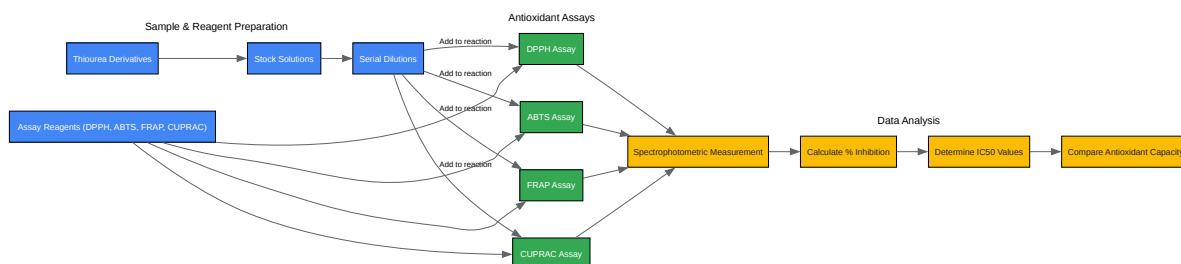 Sample & Reagent Preparation
Thiourea Derivatives
Stock Solutions
Serial Dilutions
Assay Reagents (DPPH, ABTS, FRAP, CUPRAC)
Add to reaction
Add to reaction
Add to reaction
Add to reaction
Antioxidant Assays
DPPH Assay
ABTS Assay
FRAP Assay
CUPRAC Assay
Spectrophotometric Measurement
Data Analysis
Calculate % Inhibition
Determine IC50 Values
Compare Antioxidant Capacity